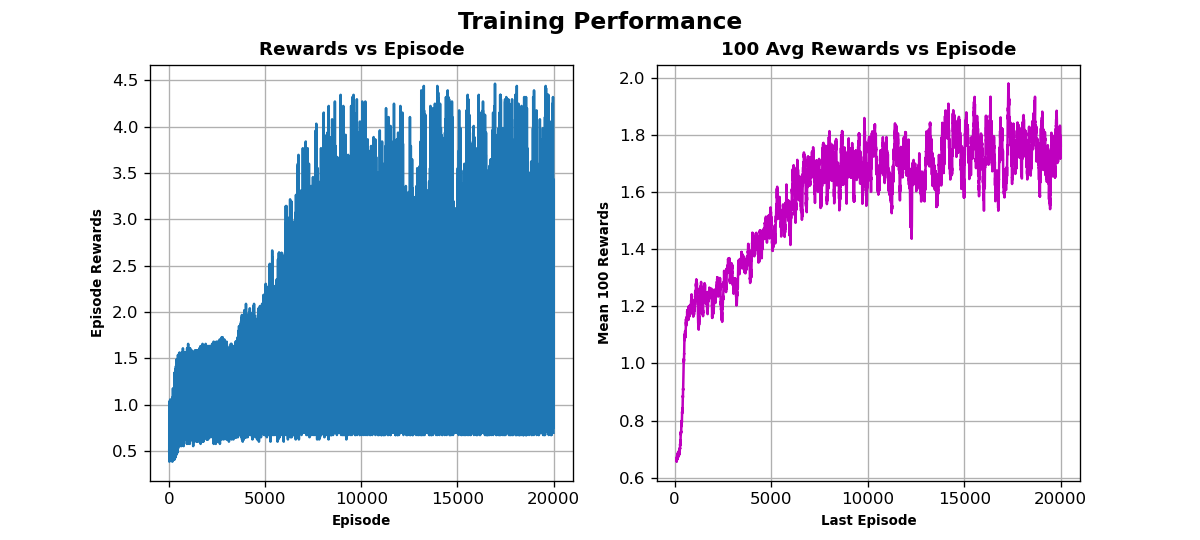 Training Performance
Rewards vs Episode
4.5
4.0
3.5
3.0
2.5
2.0
1.5
1.0
0.5
Episode Rewards
0 5000 10000 15000 20000
Episode
100 Avg Rewards vs Episode
2.0
1.8
1.6
1.4
1.2
1.0
0.8
0.6
Mean 100 Rewards
0 5000 10000 15000 20000
Last Episode